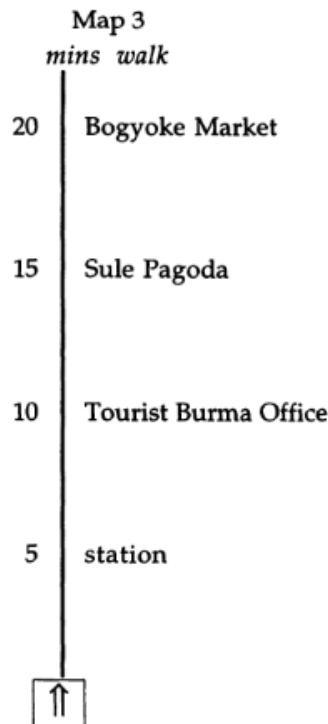 Map 3
mins walk
20 Bogyoke Market
15 Sule Pagoda
10 Tourist Burma Office
5 station
⇑